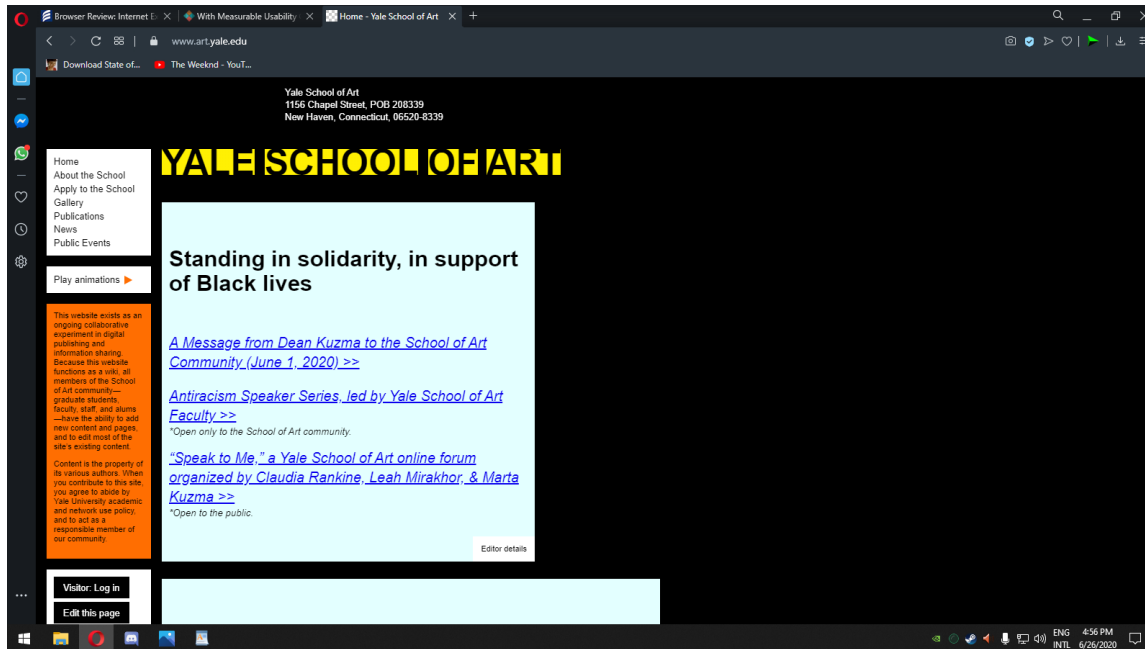 Browser Review: Internet E
With Measurable Usability
Home - Yale School of Art
www.art.yale.edu
Download State of...
The Weeknd - YouT...
Yale School of Art
1156 Chapel Street, POB 208339
New Haven, Connecticut, 06520-8339
YALE SCHOOL OF ART
Home
About the School
Apply to the School
Gallery
Publications
News
Public Events
Play animations
This website exists as an
ongoing collaborative
experiment in digital
publishing and
information sharing.
Because this website
functions as a wiki, all
members of the School
of Art community—
graduate students,
faculty, staff, and alums
—have the ability to add
new content and pages,
and to edit most of the
site's existing content.
Content is the property of
its various authors. When
you contribute to this site,
you agree to abide by
Yale University academic
and network use policy,
and to act as a
responsible member of
our community.
Visitor: Log in
Edit this page
Standing in solidarity, in support
of Black lives
A Message from Dean Kuzma to the School of Art
Community (June 1, 2020) >>
Antiracism Speaker Series, led by Yale School of Art
Faculty >>
*Open only to the School of Art community.
“Speak to Me,” a Yale School of Art online forum
organized by Claudia Rankine, Leah Mirakhor, & Marta
Kuzma >>
*Open to the public.
Editor details
ENG
INTL
4:56 PM
6/26/2020